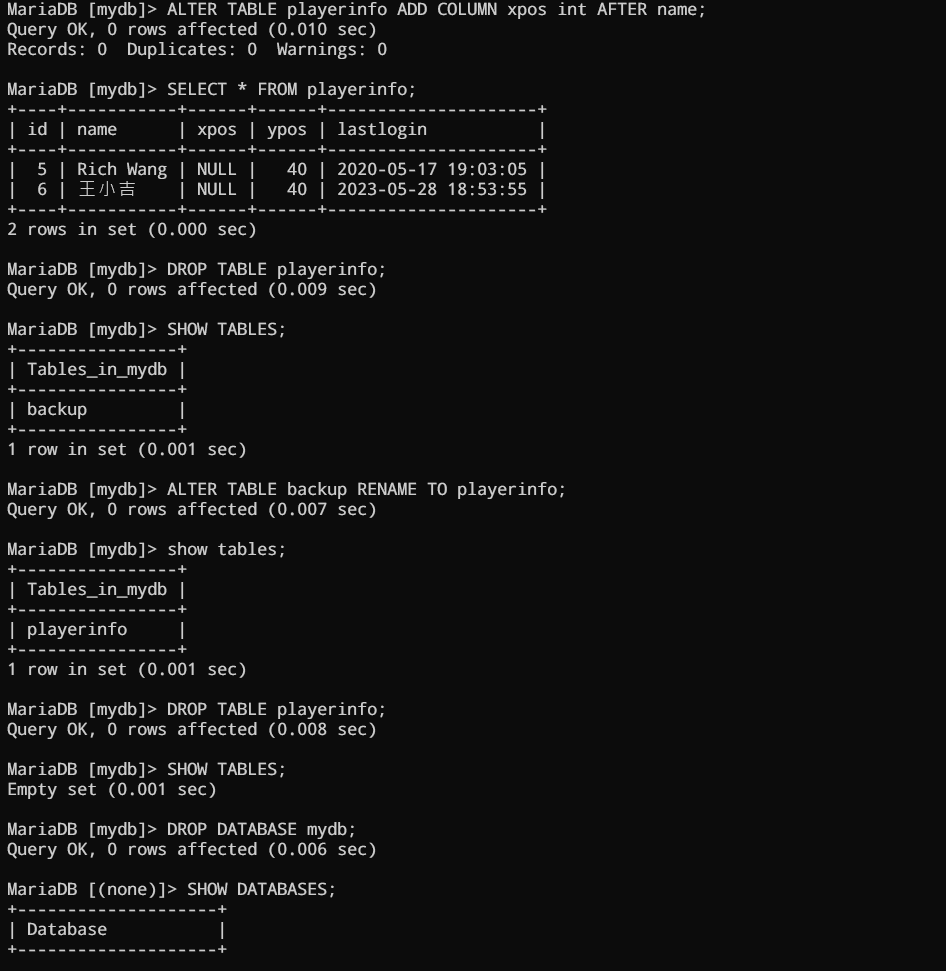 MariaDB [mydb]> ALTER TABLE playerinfo ADD COLUMN xpos int AFTER name;
Query OK, 0 rows affected (0.010 sec)
Records: 0  Duplicates: 0  Warnings: 0

MariaDB [mydb]> SELECT * FROM playerinfo;
+----+-----------+------+------+---------------------+
| id | name      | xpos | ypos | lastlogin           |
+----+-----------+------+------+---------------------+
|  5 | Rich Wang | NULL |   40 | 2020-05-17 19:03:05 |
|  6 | 王小吉    | NULL |   40 | 2023-05-28 18:53:55 |
+----+-----------+------+------+---------------------+
2 rows in set (0.000 sec)

MariaDB [mydb]> DROP TABLE playerinfo;
Query OK, 0 rows affected (0.009 sec)

MariaDB [mydb]> SHOW TABLES;
+----------------+
| Tables_in_mydb |
+----------------+
| backup         |
+----------------+
1 row in set (0.001 sec)

MariaDB [mydb]> ALTER TABLE backup RENAME TO playerinfo;
Query OK, 0 rows affected (0.007 sec)

MariaDB [mydb]> show tables;
+----------------+
| Tables_in_mydb |
+----------------+
| playerinfo     |
+----------------+
1 row in set (0.001 sec)

MariaDB [mydb]> DROP TABLE playerinfo;
Query OK, 0 rows affected (0.008 sec)

MariaDB [mydb]> SHOW TABLES;
Empty set (0.001 sec)

MariaDB [mydb]> DROP DATABASE mydb;
Query OK, 0 rows affected (0.006 sec)

MariaDB [(none)]> SHOW DATABASES;
+--------------------+
| Database           |
+--------------------+